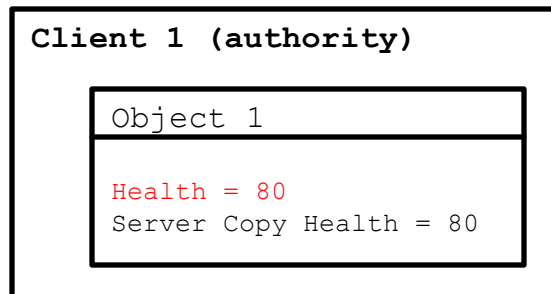 Client 1 (authority)
Object 1
Health = 80
Server Copy Health = 80